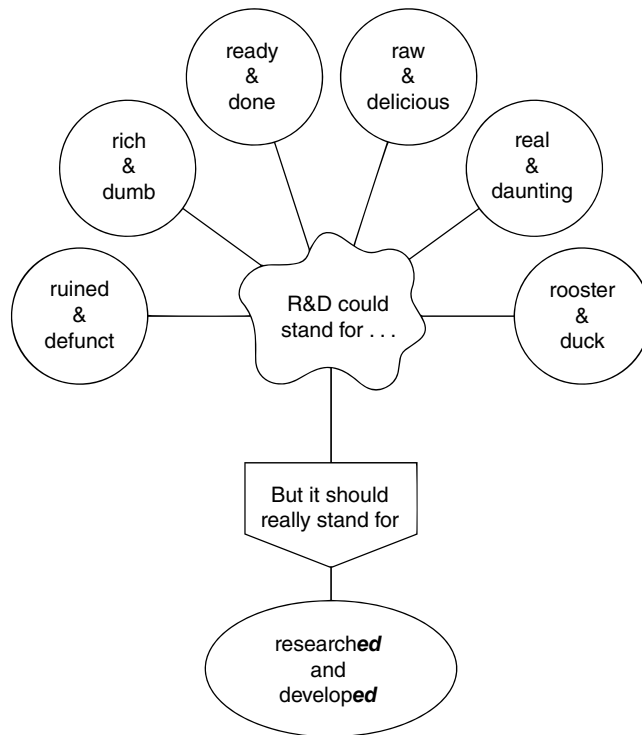 ready
&
done
raw
&
delicious
rich
&
dumb
real
&
daunting
ruined
&
defunct
R&D could
stand for . . .
rooster
&
duck
But it should
really stand for
researched
and
developed